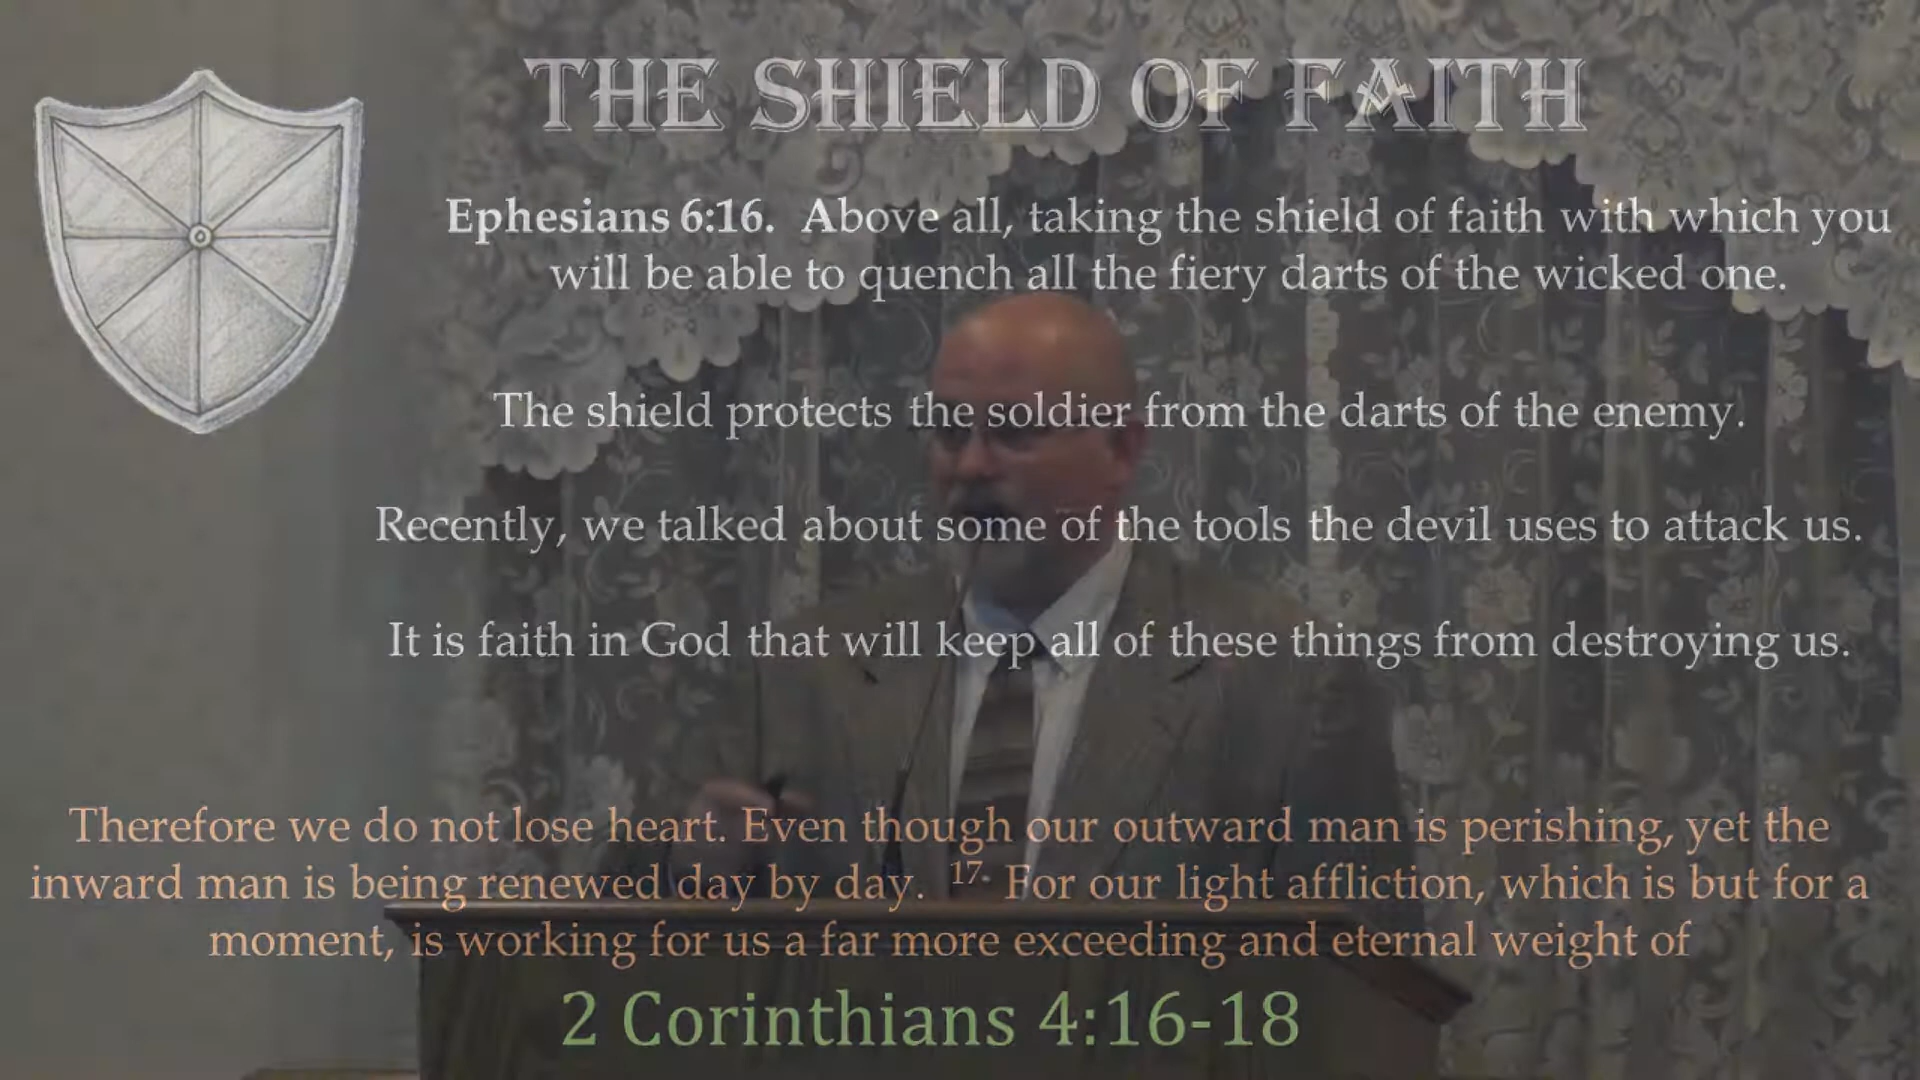 THE SHIELD OF FAITH
Ephesians 6:16. Above all, taking the shield of faith with which you
will be able to quench all the fiery darts of the wicked one.
The shield protects the soldier from the darts of the enemy.
Recently, we talked about some of the tools the devil uses to attack us.
It is faith in God that will keep all of these things from destroying us.
Therefore we do not lose heart. Even though our outward man is perishing, yet the
inward man is being renewed day by day. 17. For our light affliction, which is but for a
moment, is working for us a far more exceeding and eternal weight of
2 Corinthians 4:16-18